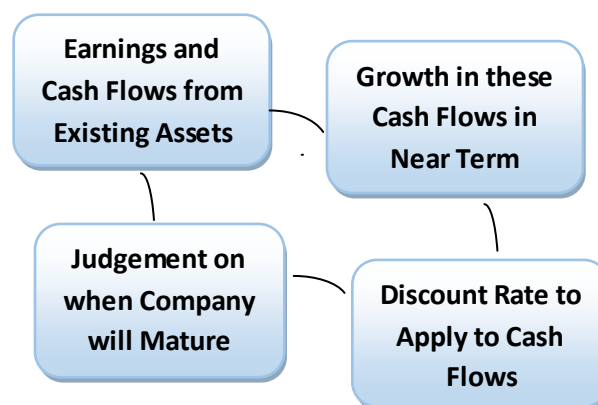 Earnings and
Cash Flows from
Existing Assets
Growth in these
Cash Flows in
Near Term
Judgement on
when Company
will Mature
Discount Rate to
Apply to Cash
Flows